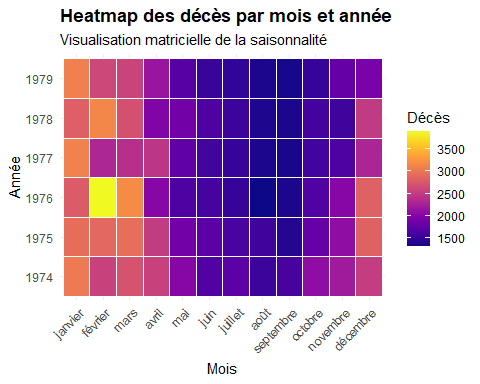 Heatmap des décès par mois et année
Visualisation matricielle de la saisonnalité
Année
1979
1978
1977
1976
1975
1974
janvier
février
mars
avril
mai
juin
juillet
août
septembre
octobre
novembre
décembre
Mois
Décès
3500
3000
2500
2000
1500